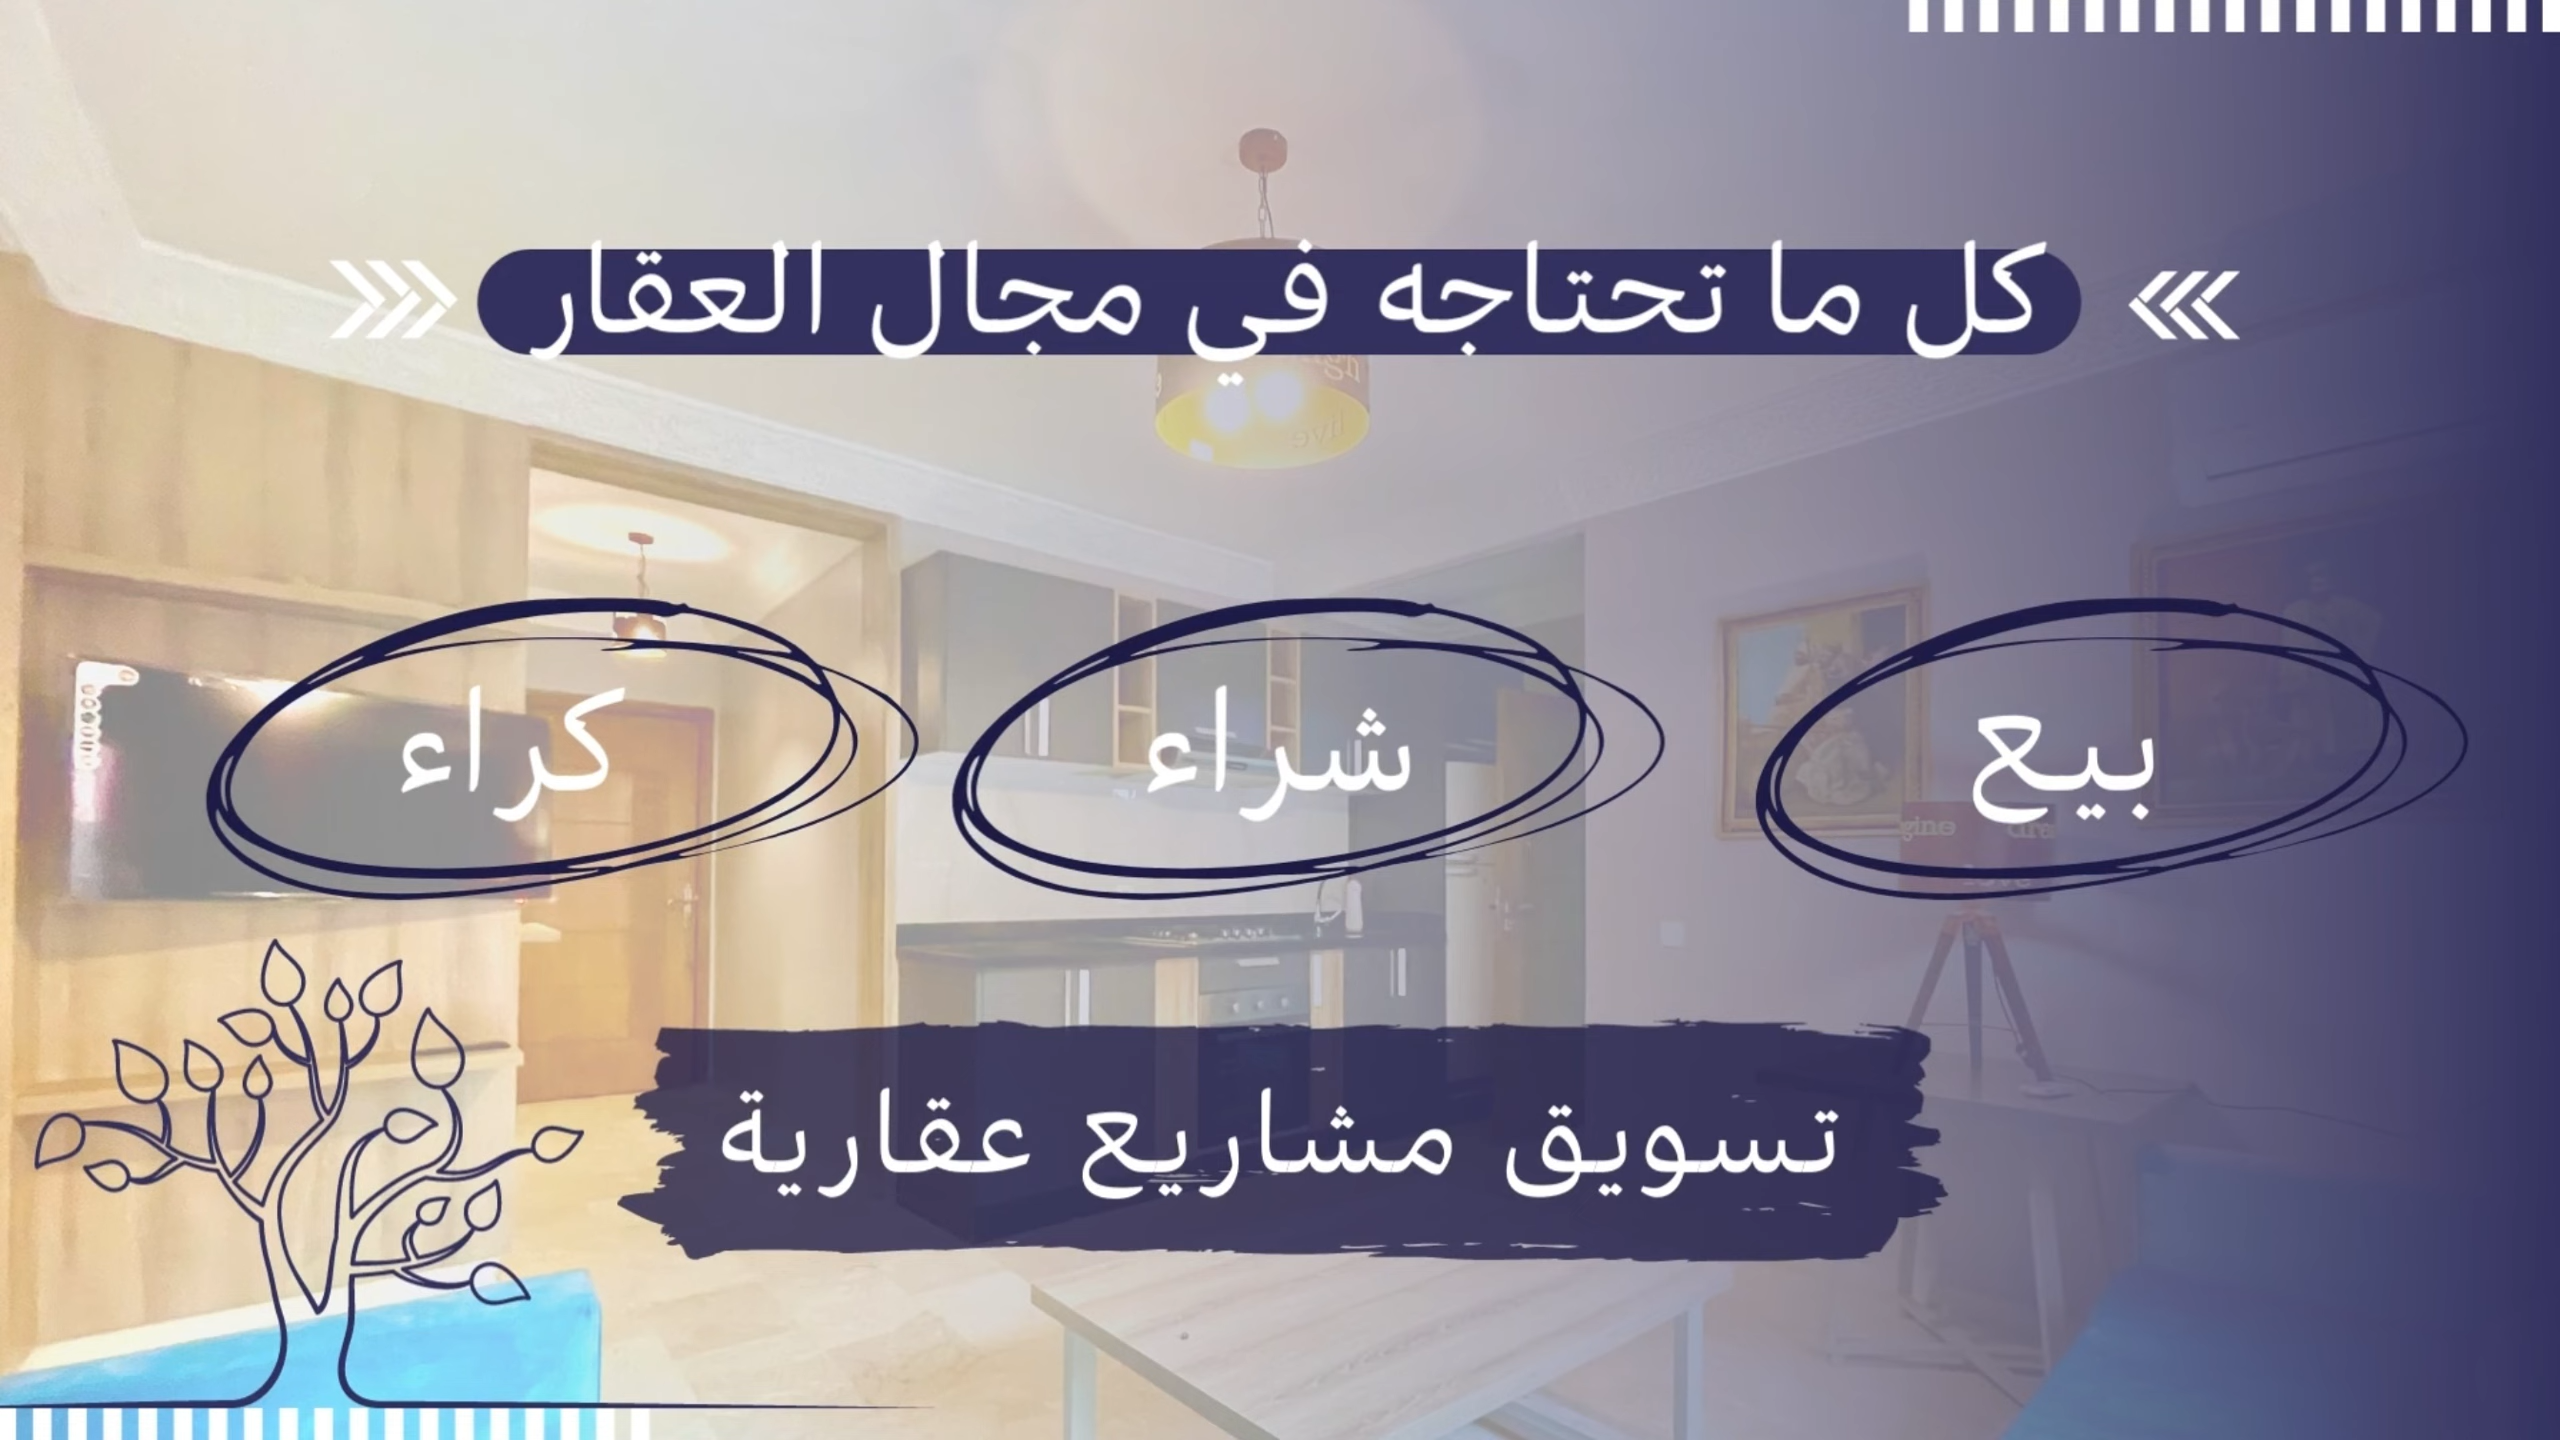 كل ما تحتاجه في مجال العقار
بيع
شراء
كراء
تسويق مشاريع عقارية